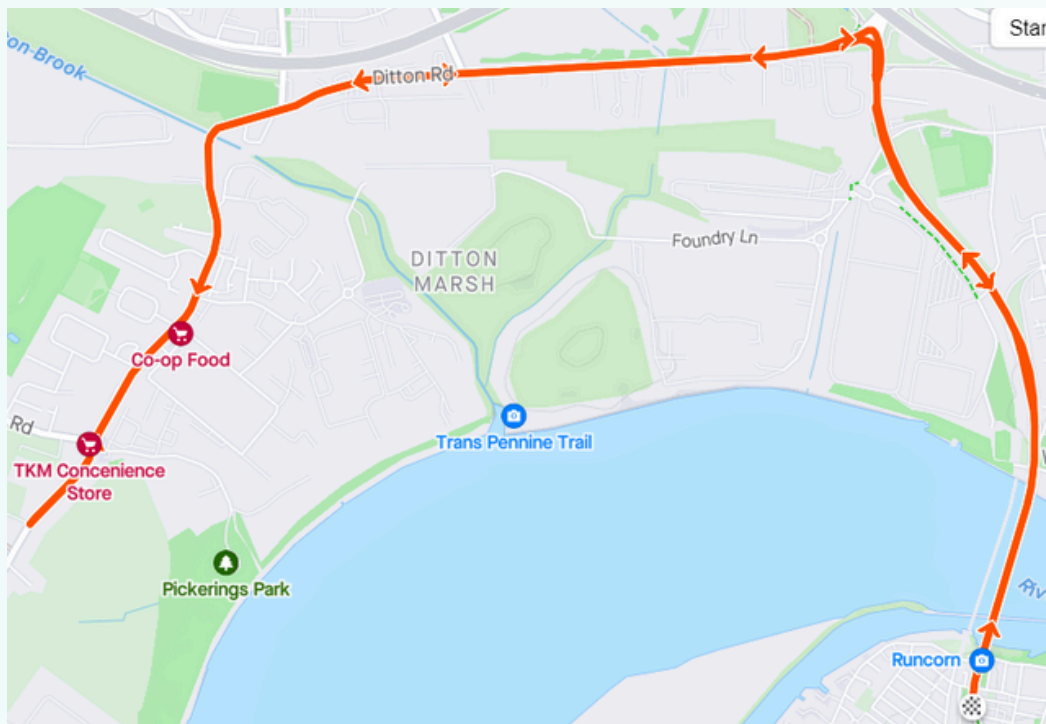 Star
on-Brook
Ditton Rd
Foundry Ln
DITTON
MARSH
Co-op Food
Rd
Trans Pennine Trail
TKM Concenience
Store
Pickerings Park
Riv
Runcorn